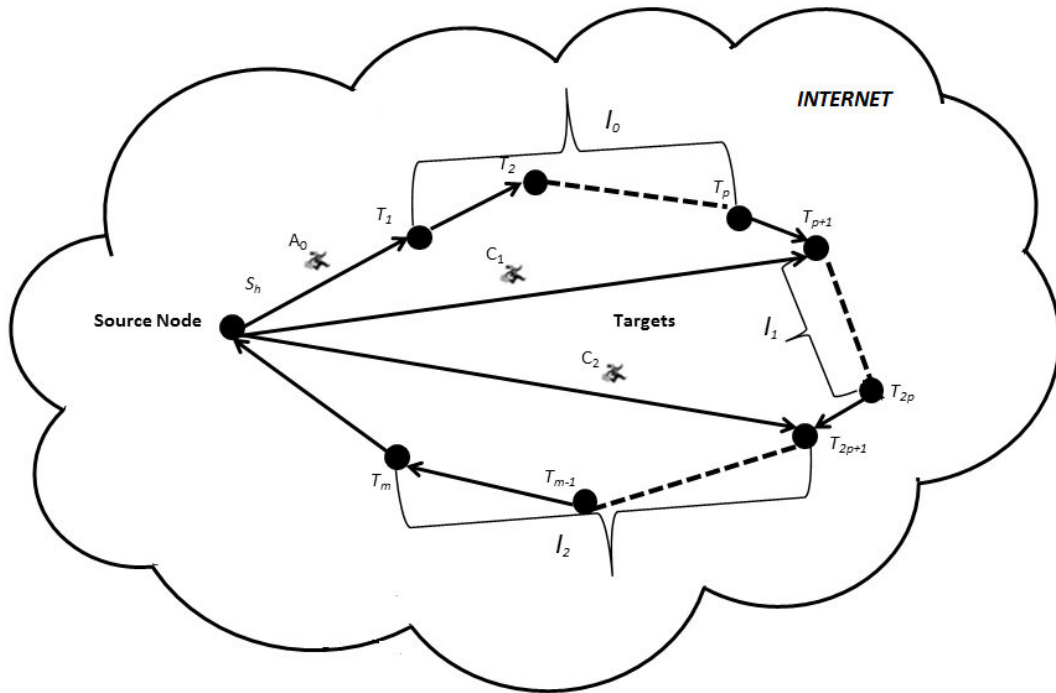 INTERNET
I₀
T₂
Tₚ
T₁
Tₚ₊₁
A₀
C₁
Sₕ
Source Node
Targets
I₁
C₂
T₂ₚ
T₂ₚ₊₁
Tₘ
Tₘ₋₁
I₂